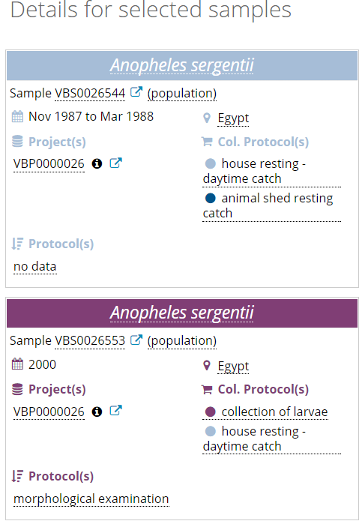 Details for selected samples
Anopheles sergentii
Sample VBS0026544 (population)
Nov 1987 to Mar 1988
Egypt
Project(s)
VBP0000026
Col. Protocol(s)
house resting -
daytime catch
animal shed resting
catch
Protocol(s)
no data
Anopheles sergentii
Sample VBS0026553 (population)
2000
Egypt
Project(s)
VBP0000026
Col. Protocol(s)
collection of larvae
house resting -
daytime catch
Protocol(s)
morphological examination